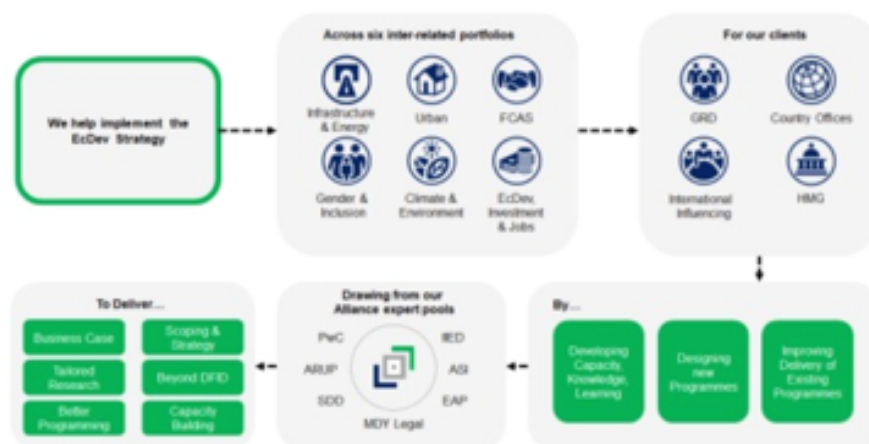 We help implement the
EcDev Strategy
Across six inter-related portfolios
Infrastructure
& Energy
Urban
FCAS
Gender &
Inclusion
Climate &
Environment
EcDev,
Investment
& Jobs
For our clients
GRD
Country Offices
International
Influencing
HMG
By...
Developing
Capacity,
Knowledge,
Learning
Designing
new
Programmes
Improving
Delivery of
Existing
Programmes
Drawing from our
Alliance expert pools
PwC
IIED
ARUP
ASI
SDD
EAP
MDY Legal
To Deliver...
Business Case
Scoping &
Strategy
Tailored
Research
Beyond DFID
Better
Programming
Capacity
Building